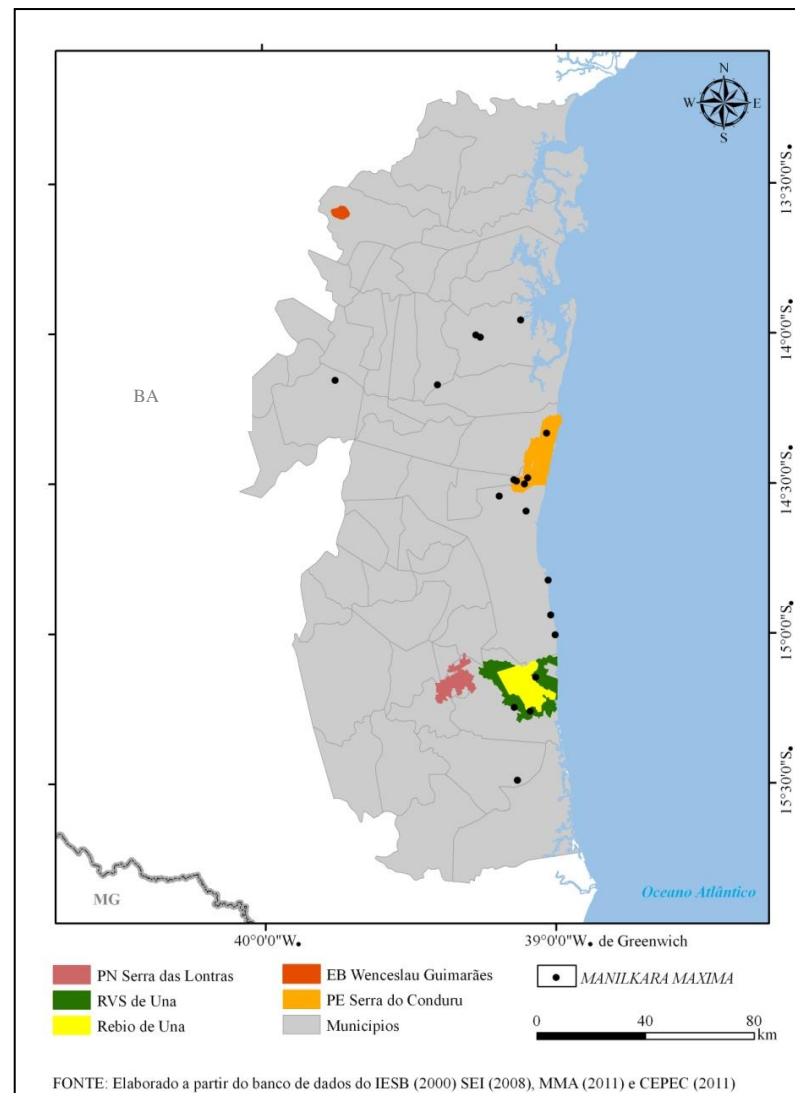 N
W E
S
13°30'0"S.
14°0'0"S.
BA
14°30'0"S.
15°0'0"S.
15°30'0"S.
MG
Oceano Atlântico
40°0'0"W.
39°0'0"W. de Greenwich
PN Serra das Lontras
EB Wenceslau Guimarães
MANILKARA MAXIMA
RVS de Una
PE Serra do Conduru
Rebio de Una
Municípios
0 40 80
km
FONTE: Elaborado a partir do banco de dados do IESB (2000) SEI (2008), MMA (2011) e CEPEC (2011)